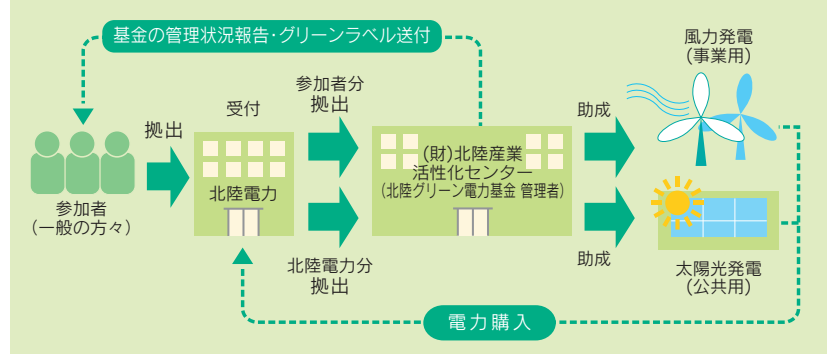 基金の管理状況報告・グリーンラベル送付
参加者
(一般の方々)
拠出
受付
北陸電力
参加者分
拠出
北陸電力分
拠出
(財)北陸産業
活性化センター
(北陸グリーン電力基金 管理者)
助成
助成
風力発電
(事業用)
太陽光発電
(公共用)
電力購入